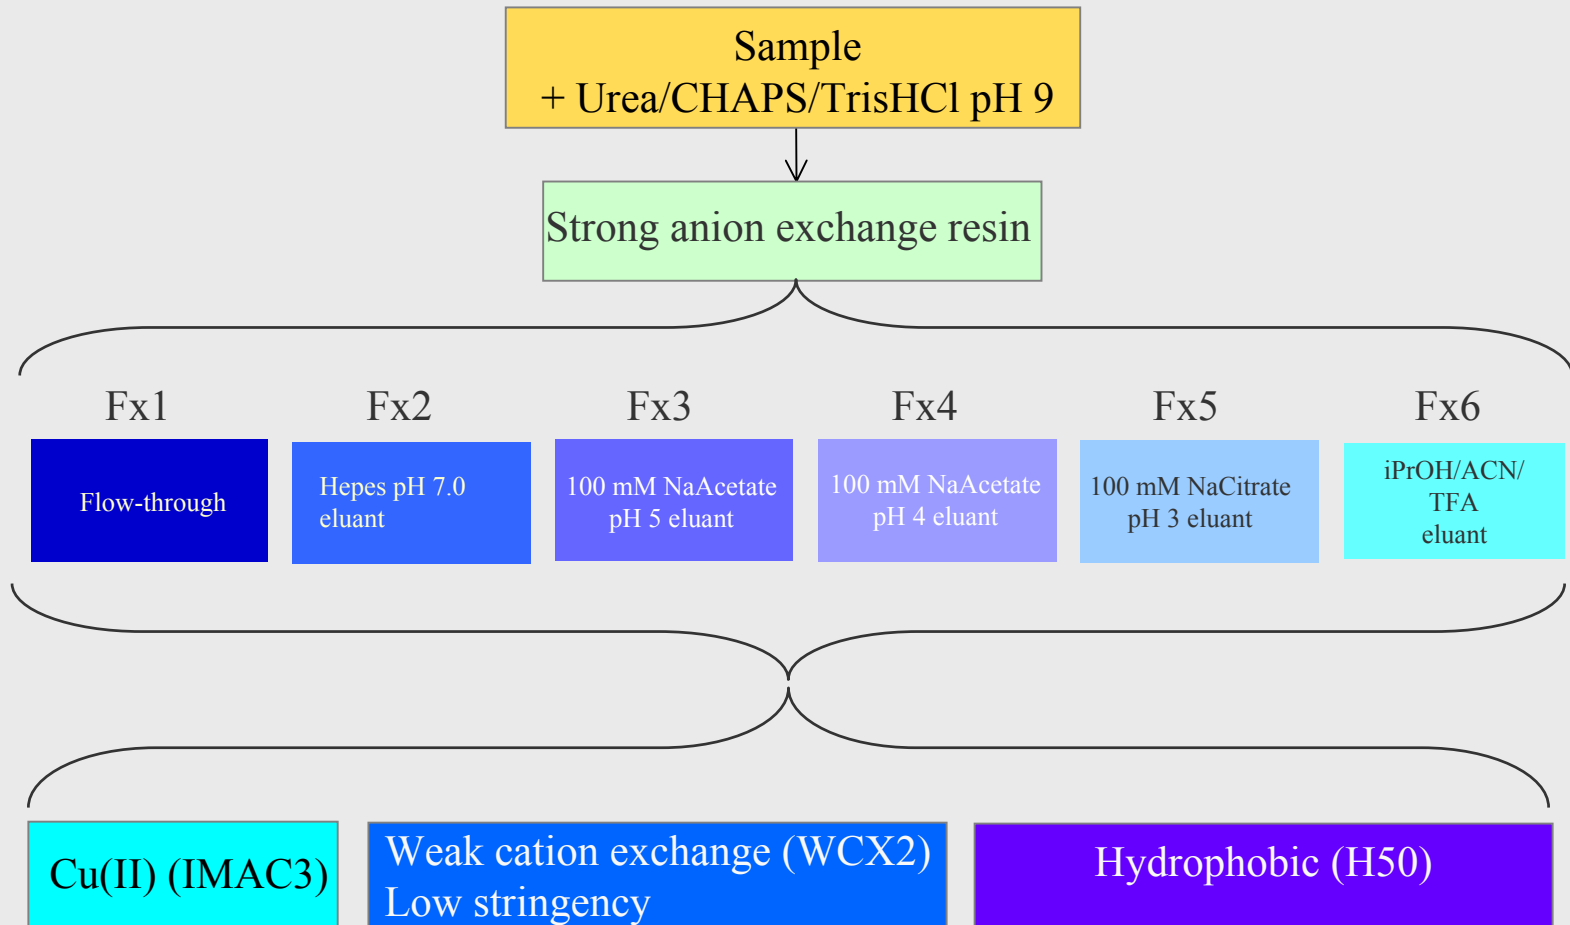 Sample
+ Urea/CHAPS/TrisHCl pH 9
Strong anion exchange resin
Fx1
Fx2
Fx3
Fx4
Fx5
Fx6
Flow-through
Hepes pH 7.0
eluant
100 mM NaAcetate
pH 5 eluant
100 mM NaAcetate
pH 4 eluant
100 mM NaCitrate
pH 3 eluant
iPrOH/ACN/
TFA
eluant
Cu(II) (IMAC3)
Weak cation exchange (WCX2)
Low stringency
Hydrophobic (H50)